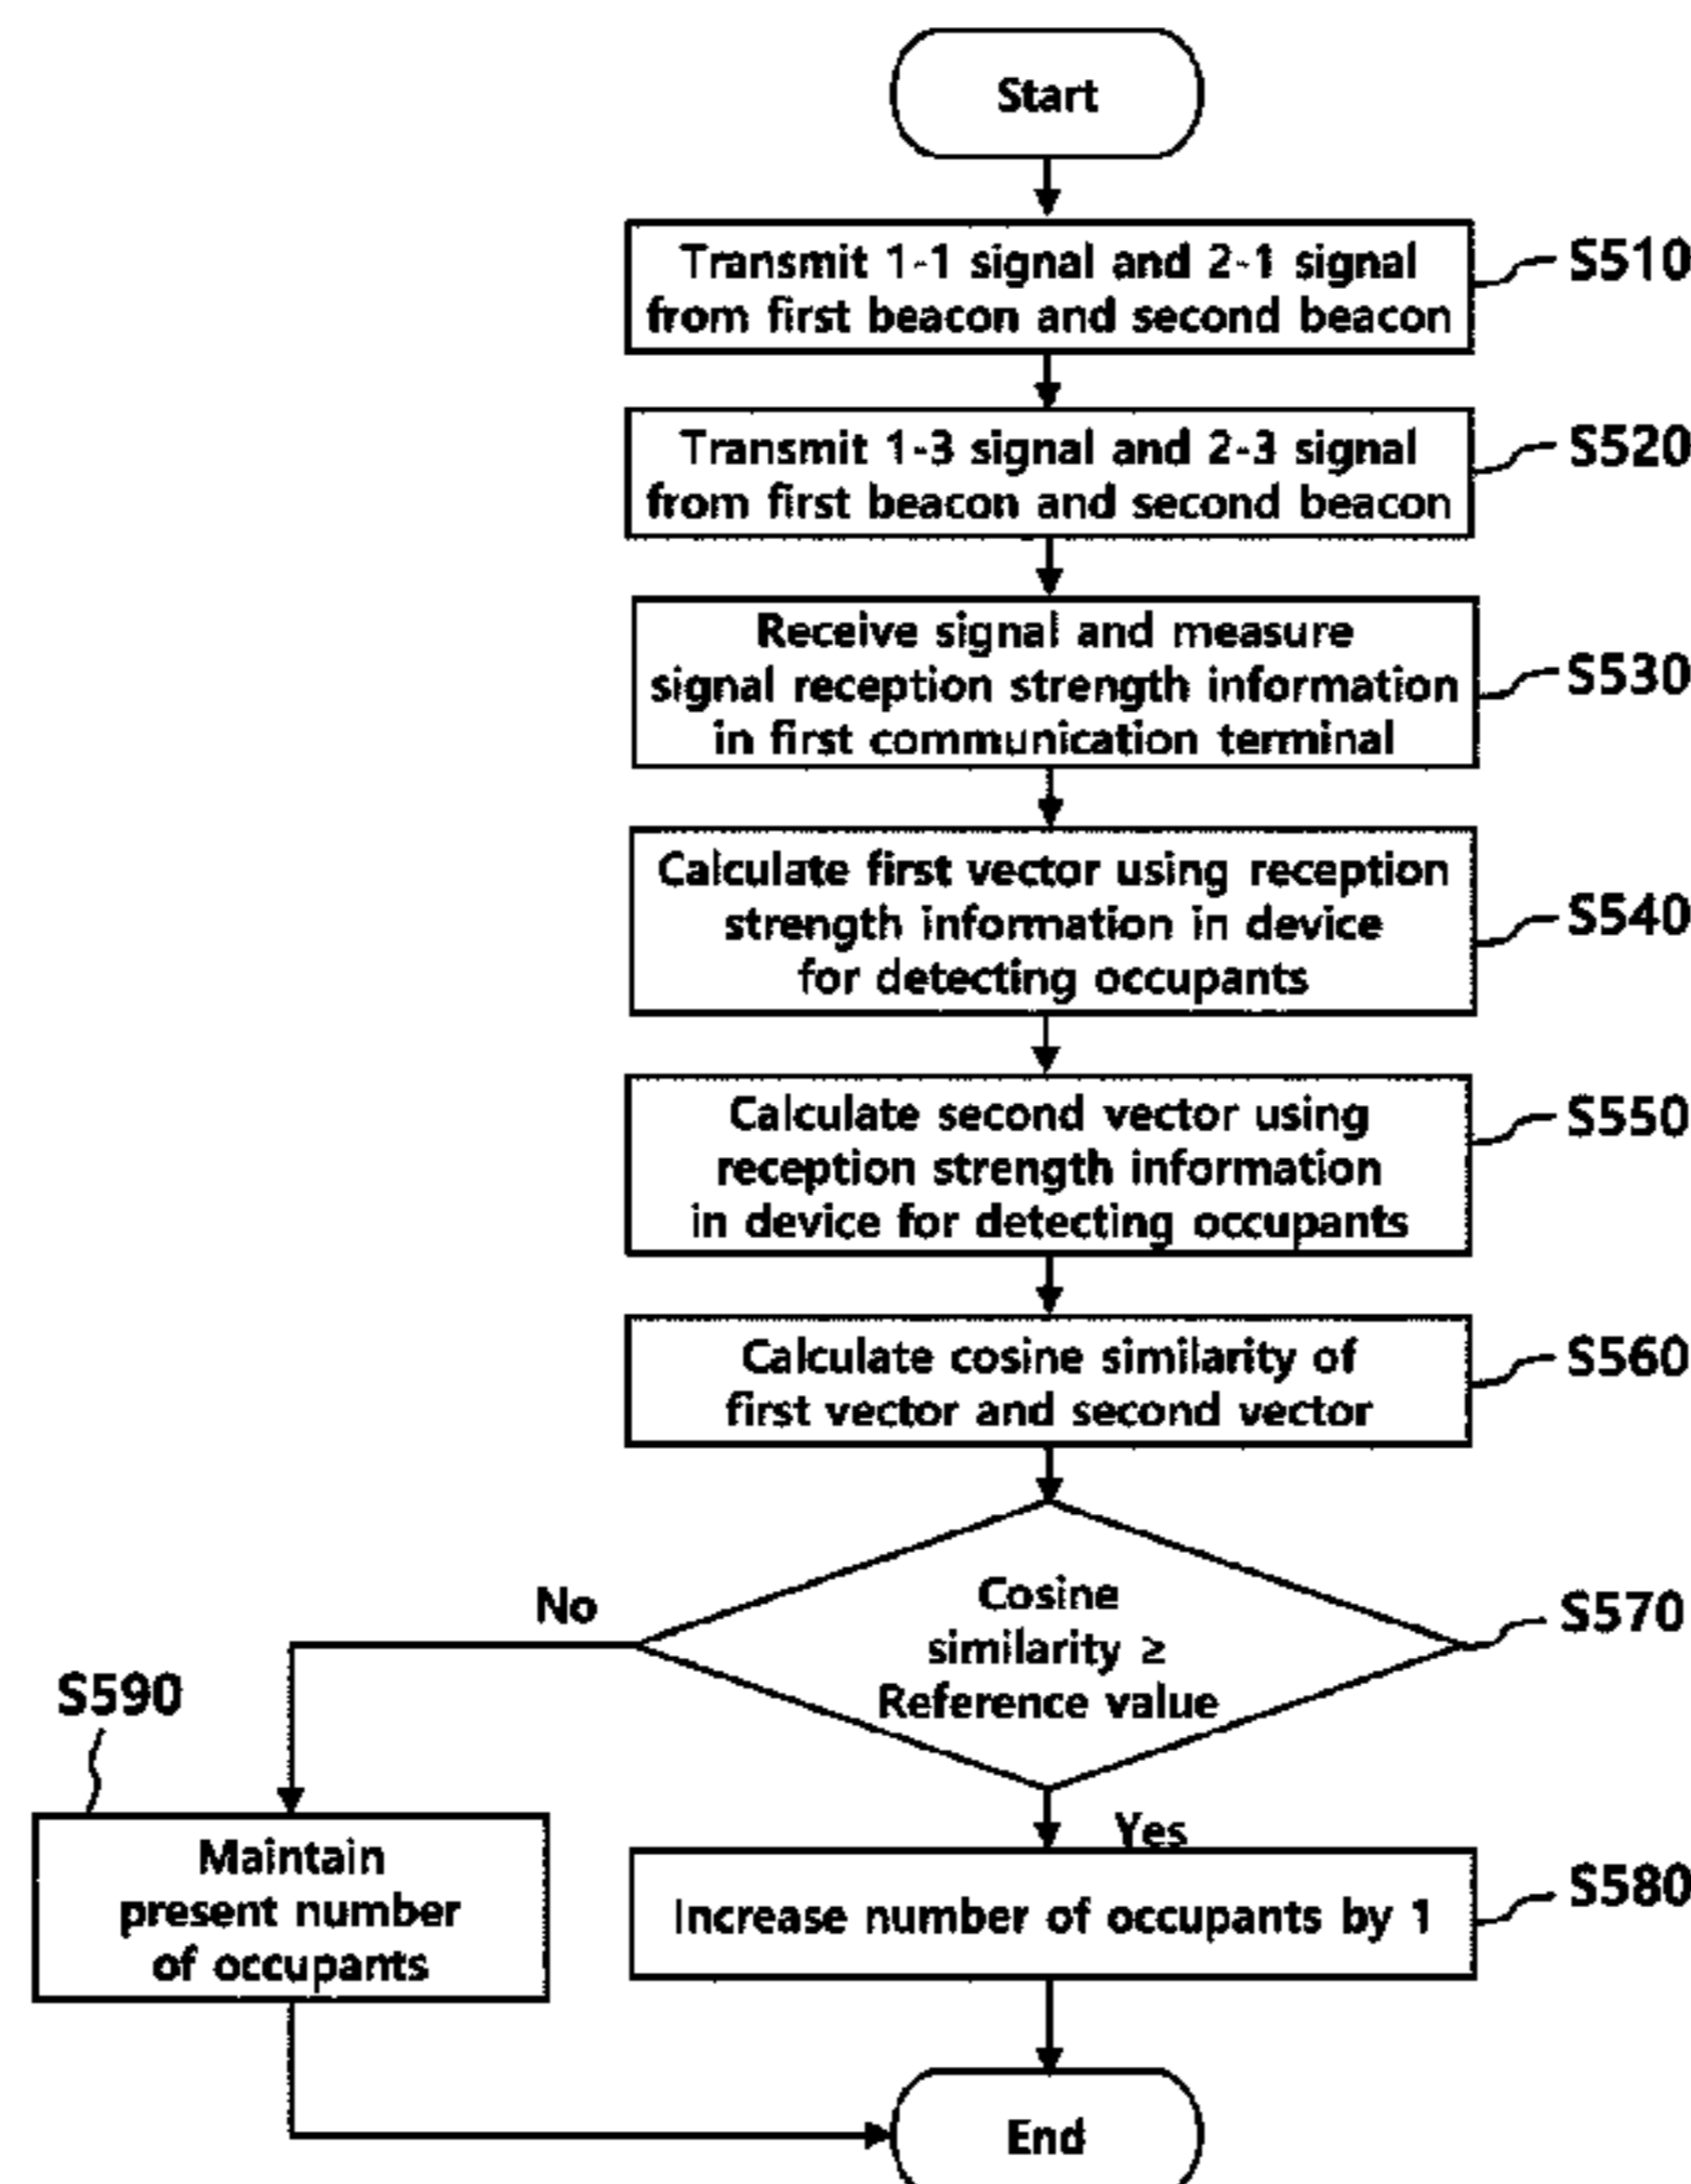 Start
Transmit 1-1 signal and 2-1 signal
from first beacon and second beacon
S510
Transmit 1-3 signal and 2-3 signal
from first beacon and second beacon
S520
Receive signal and measure
signal reception strength information
in first communication terminal
S530
Calculate first vector using reception
strength information in device
for detecting occupants
S540
Calculate second vector using
reception strength information
in device for detecting occupants
S550
Calculate cosine similarity of
first vector and second vector
S560
Cosine
similarity ≥
Reference value
S570
No
S590
Maintain
present number
of occupants
Yes
Increase number of occupants by 1
S580
End